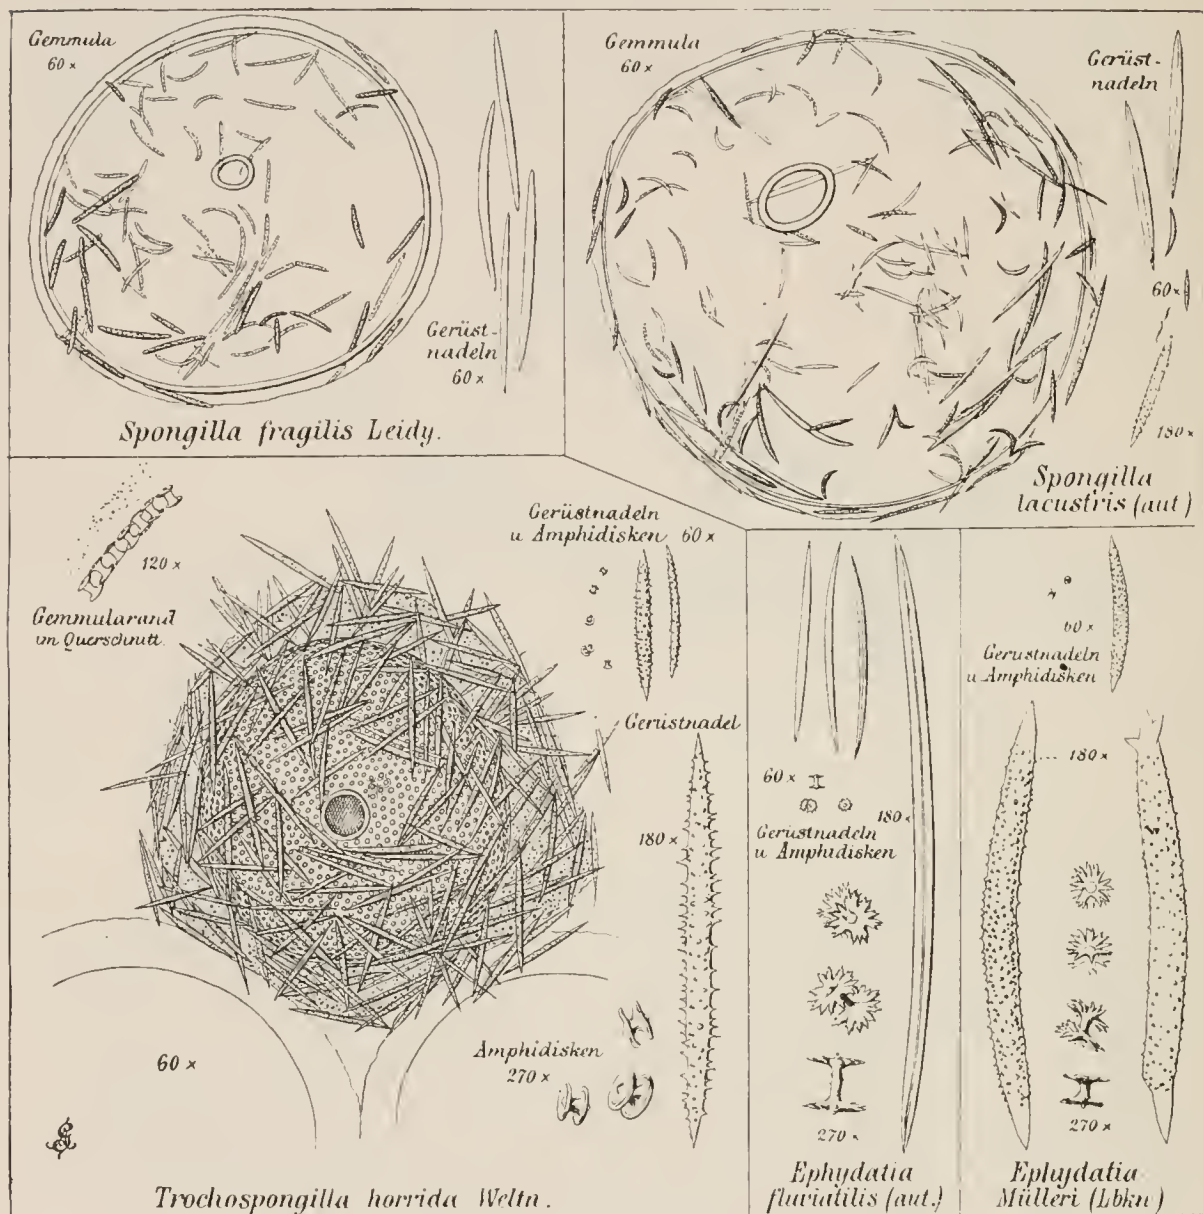 Gemmula
60 x
Gerüst-
nadeln
60 x
Spongilla fragilis Leidy.
Gemmula
60 x
Gerüst-
nadeln
60 x
180 x
Spongilla
lacustris (aut)
120 x
Gemmularand
im Querschnitt.
Gerüstnadeln
u Amphidisken 60 x
Gerüstnadel
180 x
Amphidisken
270 x
60 x
Trochospongilla horrida Weltn.
60 x
180 x
Gerüstnadeln
u Amphidisken
270 x
Ephydatia
fluviatilis (aut.)
60 x
Gerüstnadeln
u Amphidisken
180 x
270 x
Ephydatia
Mülleri (Lbkn)